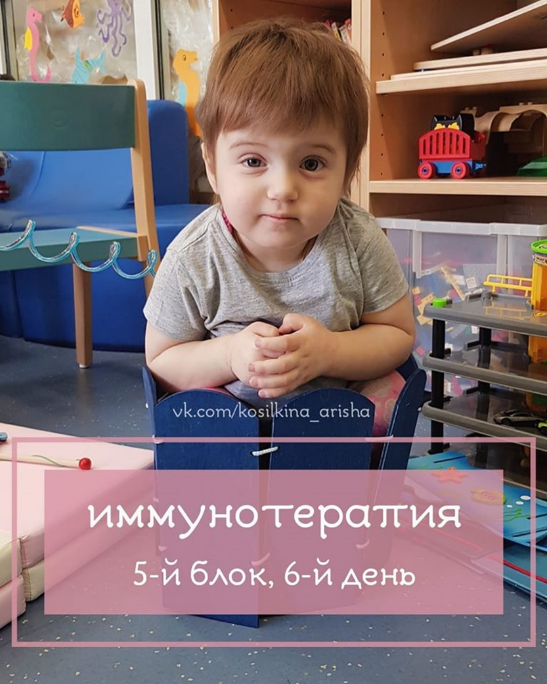 vk.com/kosilkina_arisha
иммунотерапия
5-й блок, 6-й день